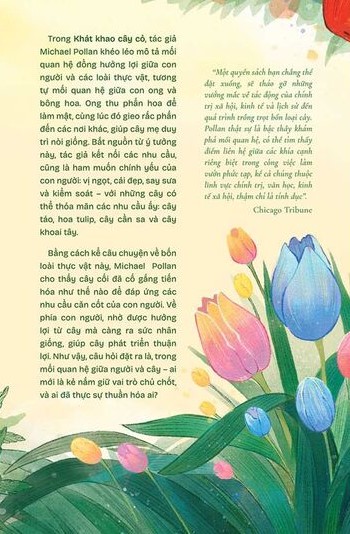 Trong Khát khao cây cỏ, tác giả
Michael Pollan khéo léo mô tả mối
quan hệ đồng hưởng lợi giữa con
người và các loài thực vật, tương
tự mối quan hệ giữa con ong và
bông hoa. Ong thu phấn hoa để
làm mật, cùng lúc đó gieo rắc phấn
đến các nơi khác, giúp cây mẹ duy
trì nòi giống. Bắt nguồn từ ý tưởng
này, tác giả kết nối các nhu cầu,
cũng là ham muốn chính yếu của
con người: vị ngọt, cái đẹp, say sưa
và kiểm soát – với những cây có
thể thỏa mãn các nhu cầu ấy: cây
táo, hoa tulip, cây cần sa và cây
khoai tây.
Bằng cách kể câu chuyện về bốn
loài thực vật này, Michael Pollan
cho thấy cây cối đã cố gắng tiến
hóa như thế nào để đáp ứng các
nhu cầu căn cốt của con người. Về
phía con người, nhờ được hưởng
lợi từ cây mà càng ra sức nhân
giống, giúp cây phát triển thuận
lợi. Như vậy, câu hỏi đặt ra là, trong
mối quan hệ giữa người và cây – ai
mới là kẻ nắm giữ vai trò chủ chốt,
và ai đã thực sự thuần hóa ai?
“Một quyển sách bạn chẳng thể
đặt xuống, sẽ tháo gỡ những
vướng mắc về tác động của chính
trị xã hội, kinh tế và lịch sử đến
quá trình trồng trọt bốn loại cây.
Pollan thật sự là bậc thầy khám
phá mối quan hệ, có thể tìm thấy
điểm liên hệ giữa các khía cạnh
riêng biệt trong công việc làm
vườn phức tạp, kể cả chúng thuộc
lĩnh vực chính trị, văn học, kinh
tế xã hội, thậm chí là tình dục”.
Chicago Tribune